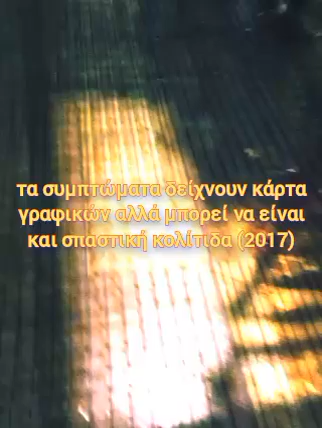 τα συμπτώματα δείχνουν κάρτα
γραφικών αλλά μπορεί να είναι
και σπαστική κολίτιδα (2017)